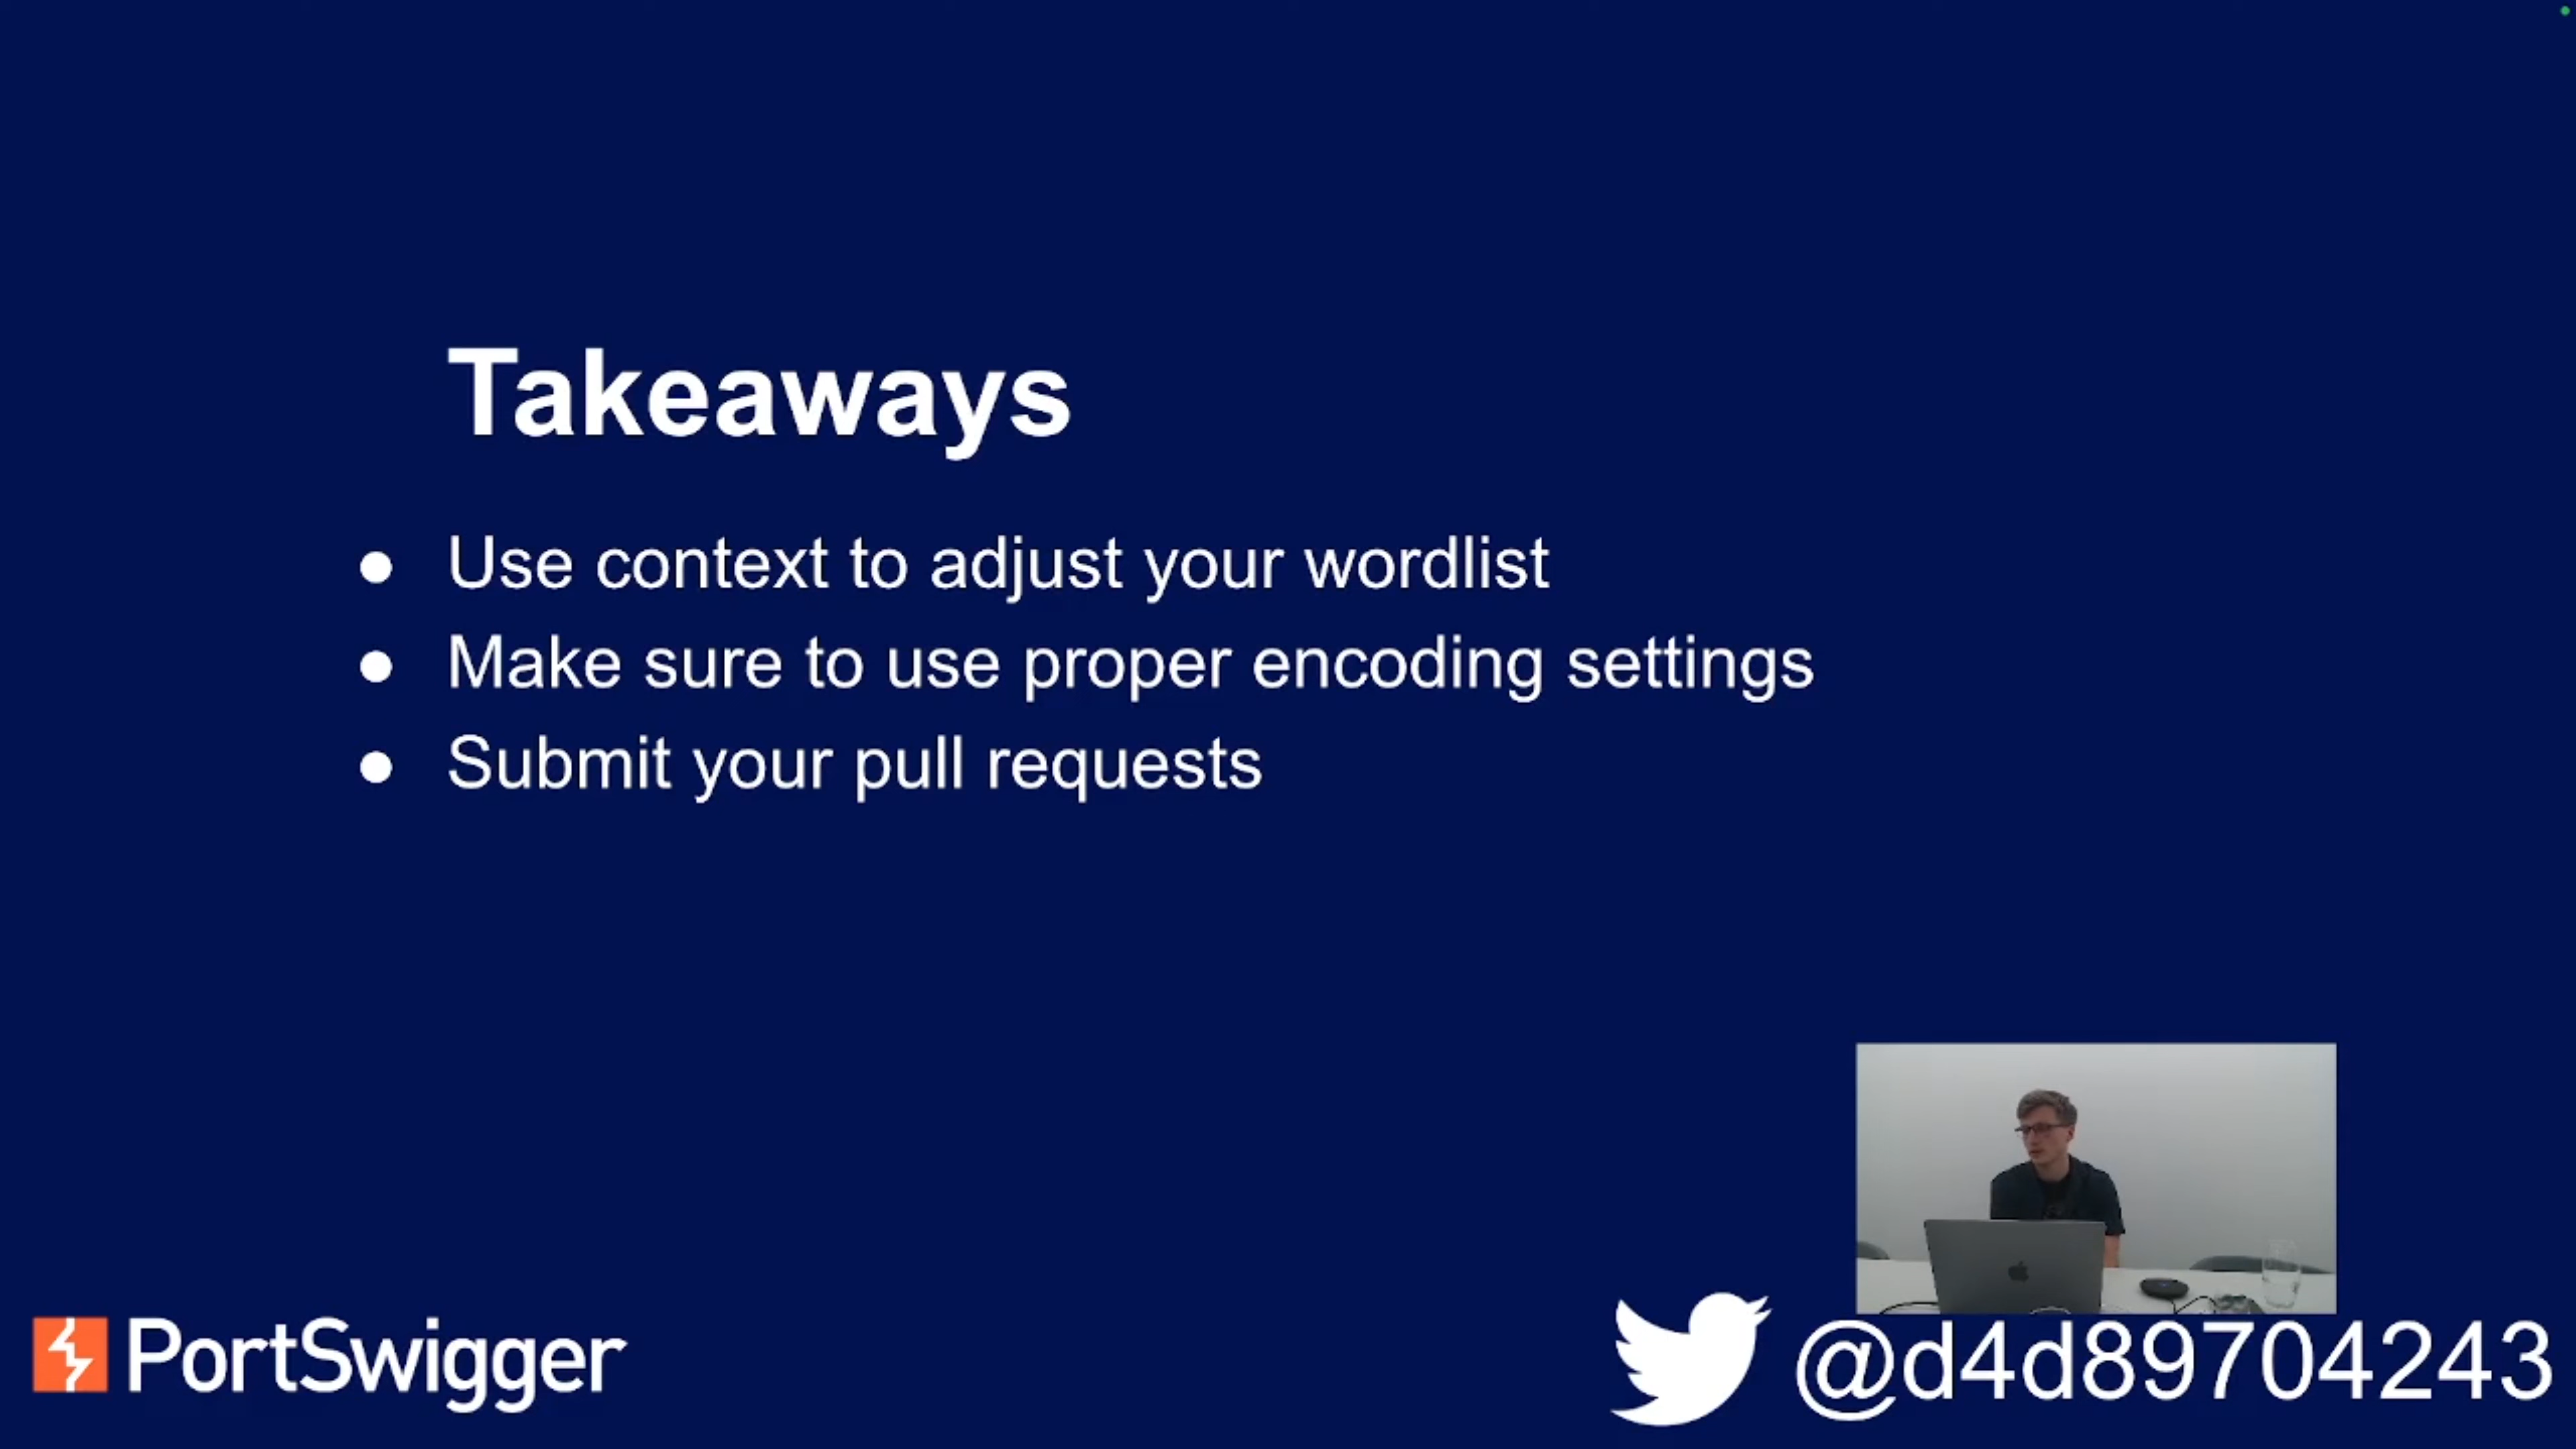 Takeaways
● Use context to adjust your wordlist
● Make sure to use proper encoding settings
● Submit your pull requests
PortSwigger
@d4d89704243